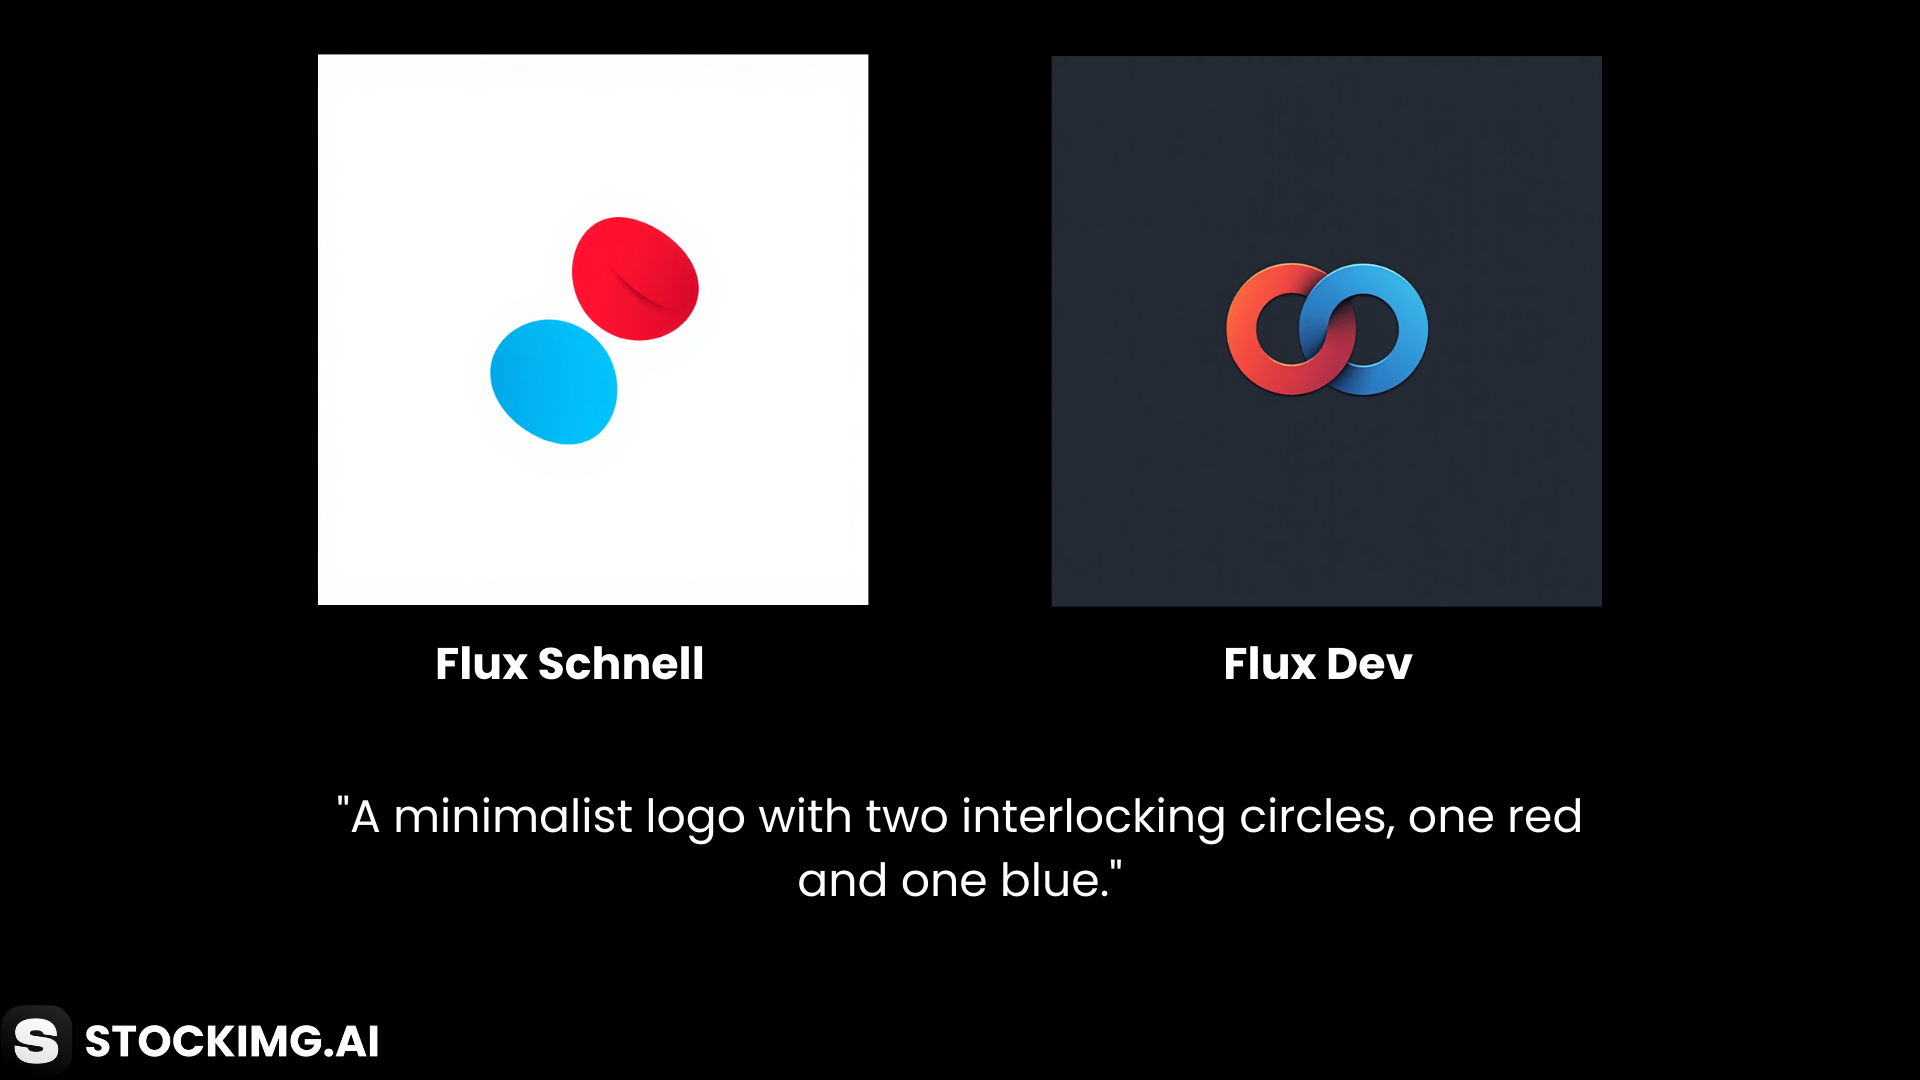 Flux Schnell
Flux Dev
"A minimalist logo with two interlocking circles, one red
and one blue."
S STOCKIMG.AI